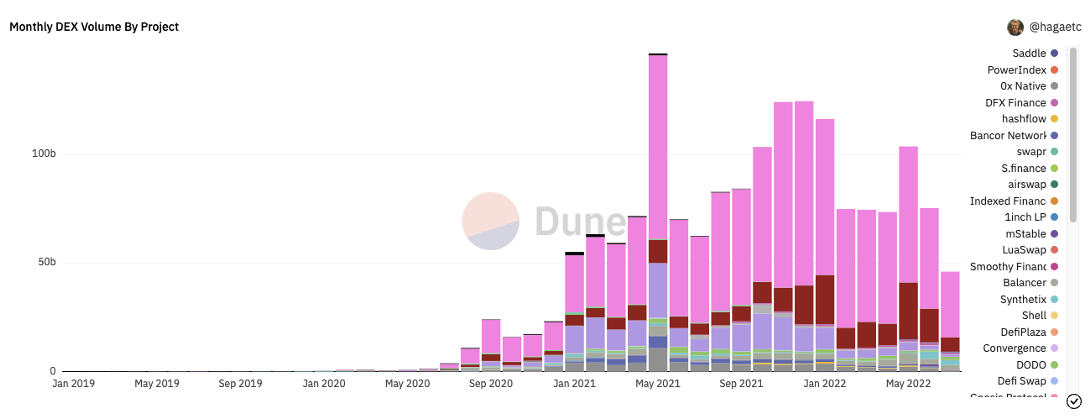 Monthly DEX Volume By Project
@hagaetc
Saddle
PowerIndex
0x Native
DFX Finance
hashflow
Bancor Network
swapr
S.finance
airswap
Indexed Financ
1inch LP
mStable
LuaSwap
Smoothy Financ
Balancer
Synthetix
Shell
DefiPlaza
Convergence
DODO
Defi Swap
Gnosis Protocol
100b
50b
0
Dune
Jan 2019
May 2019
Sep 2019
Jan 2020
May 2020
Sep 2020
Jan 2021
May 2021
Sep 2021
Jan 2022
May 2022